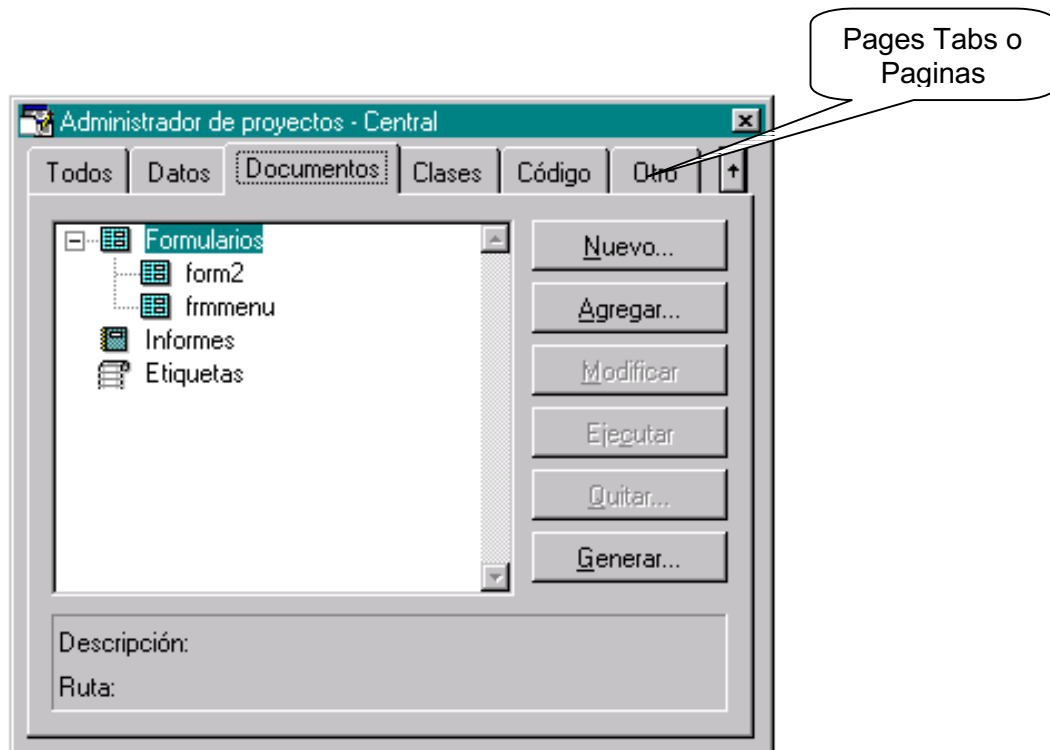 Pages Tabs o
Paginas
Administrador de proyectos - Central
Todos Datos Documentos Clases Código Otro
Formularios
form2
frmmenu
Informes
Etiquetas
Nuevo...
Agregar...
Modificar
Ejecutar
Quitar...
Generar...
Descripción:
Ruta: